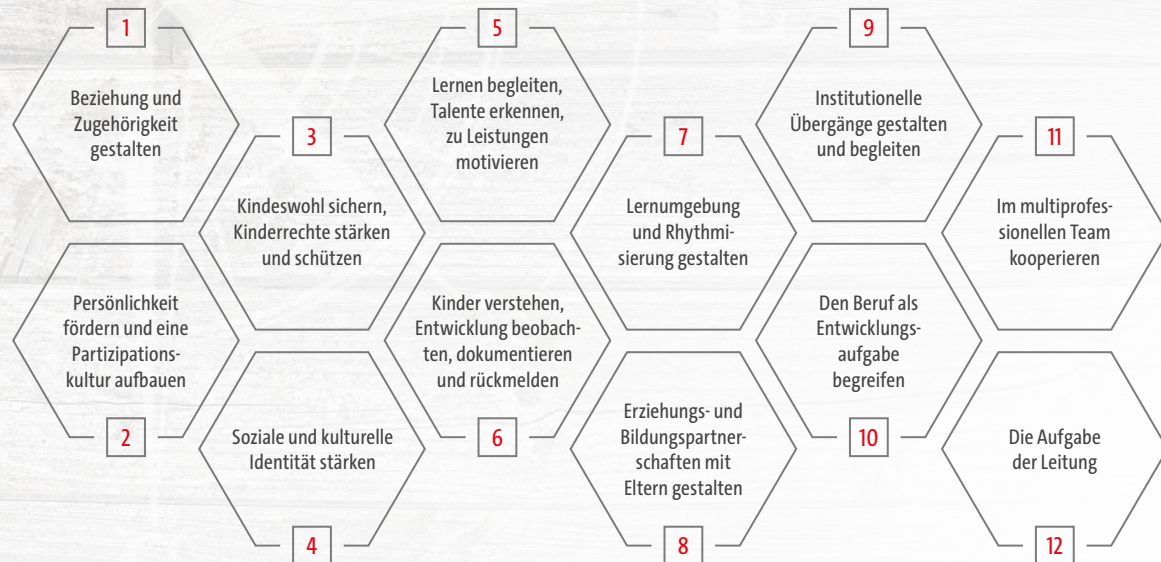 1
Beziehung und
Zugehörigkeit
gestalten
Persönlichkeit
fördern und eine
Partizipations-
kultur aufbauen
2
3
Kindeswohl sichern,
Kinderrechte stärken
und schützen
Soziale und kulturelle
Identität stärken
4
5
Lernen begleiten,
Talente erkennen,
zu Leistungen
motivieren
Kinder verstehen,
Entwicklung beobach-
ten, dokumentieren
und rückmelden
6
7
Lernumgebung
und Rhythmi-
sierung gestalten
Erziehungs- und
Bildungspartner-
schaften mit
Eltern gestalten
8
9
Institutionelle
Übergänge gestalten
und begleiten
Den Beruf als
Entwicklungs-
aufgabe
begreifen
10
11
Im multiprofes-
sionellen Team
kooperieren
Die Aufgabe
der Leitung
12